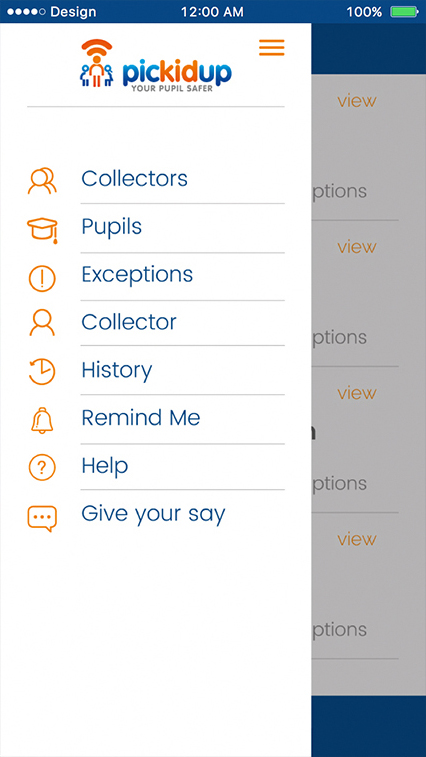 Design 12:00 AM 100%
pickidup
YOUR PUPIL SAFER
view
Collectors
ptions
Pupils
view
Exceptions
Collector
ptions
History
view
Remind Me
Help
ptions
Give your say
view
ptions